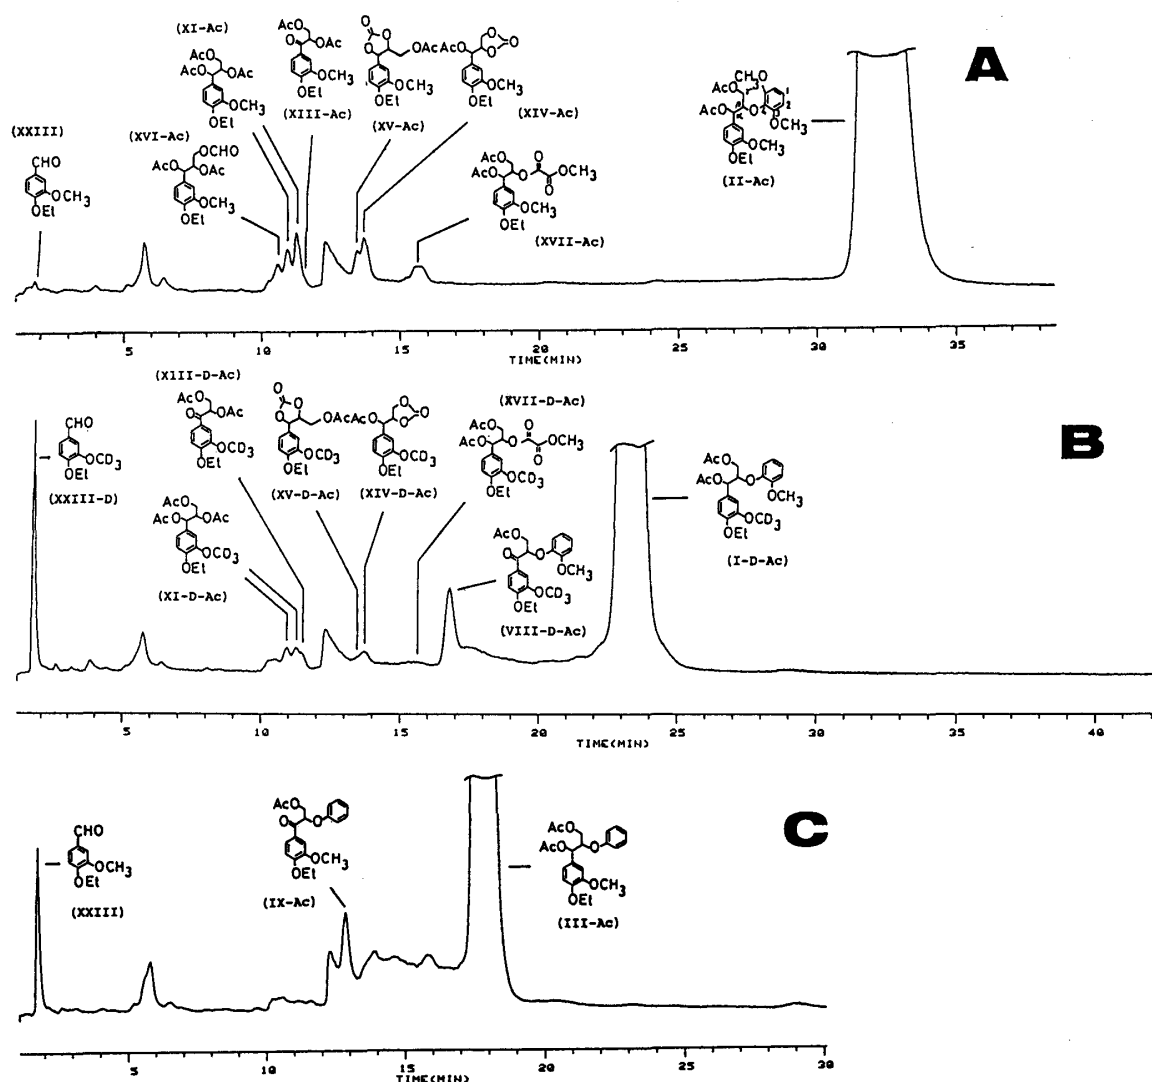 A
(XI-Ac)
(XIII-Ac)
(XV-Ac)
(XIV-Ac)
(XXIII)
(XVI-Ac)
(XVII-Ac)
(II-Ac)
AcO
O
OAc
AcO
OAc
AcO
OCH3
OEt
CHO
OCH3
OEt
OCHO
AcO
OAc
OCH3
OEt
OAc
AcO
OCH3
OEt
OCH3
OEt
AcO
AcO
OCH3
OCH3
OEt
AcO
AcO
OCH3
OCH3
OEt
5 10 15 20 25 30 35
TIME(MIN)
B
(XIII-D-Ac)
(XV-D-Ac)
(XIV-D-Ac)
(XVII-D-Ac)
(XXIII-D)
(XI-D-Ac)
(VIII-D-Ac)
(I-D-Ac)
CHO
OCD3
OEt
AcO
O
OAc
OCD3
OEt
AcO
AcO
OAc
OCD3
OEt
OAc
OCD3
OEt
AcO
OCD3
OEt
AcO
AcO
OCH3
OCD3
OEt
AcO
O
OCH3
OCD3
OEt
AcO
AcO
OCH3
OCD3
OEt
5 10 15 20 25 30 35 40
TIME(MIN)
C
CHO
OCH3
OEt
(XXIII)
AcO
O
OCH3
OEt
(IX-Ac)
AcO
AcO
OCH3
OEt
(III-Ac)
5 10 15 20 25 30
TIME(MIN)